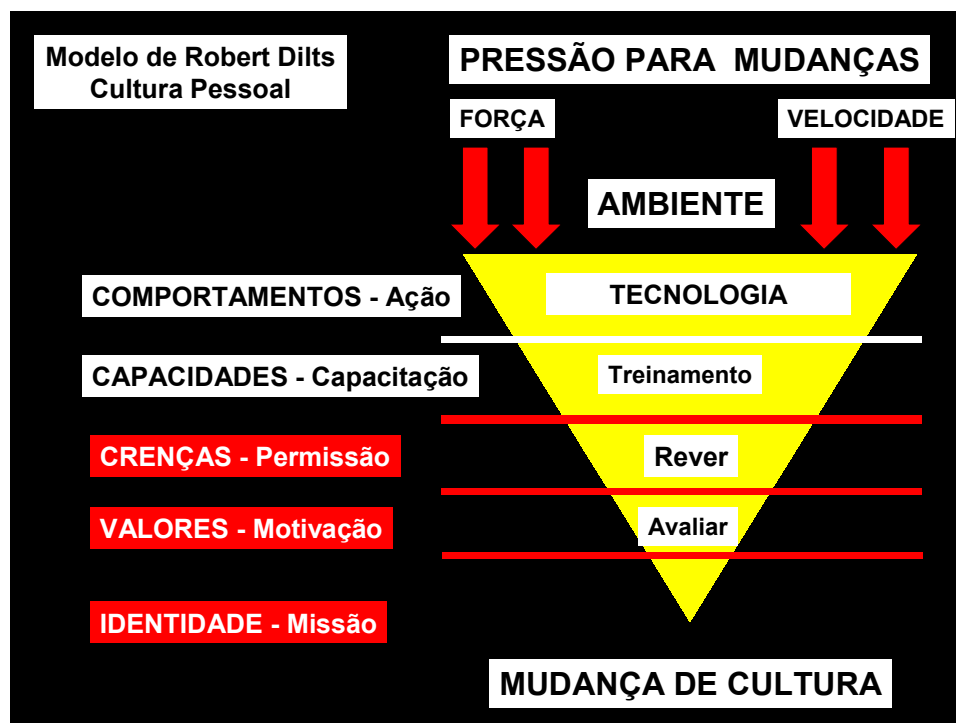 Modelo de Robert Dilts
Cultura Pessoal
PRESSÃO PARA MUDANÇAS
FORÇA
VELOCIDADE
AMBIENTE
COMPORTAMENTOS - Ação
TECNOLOGIA
CAPACIDADES - Capacitação
Treinamento
CRENÇAS - Permissão
Rever
VALORES - Motivação
Avaliar
IDENTIDADE - Missão
MUDANÇA DE CULTURA